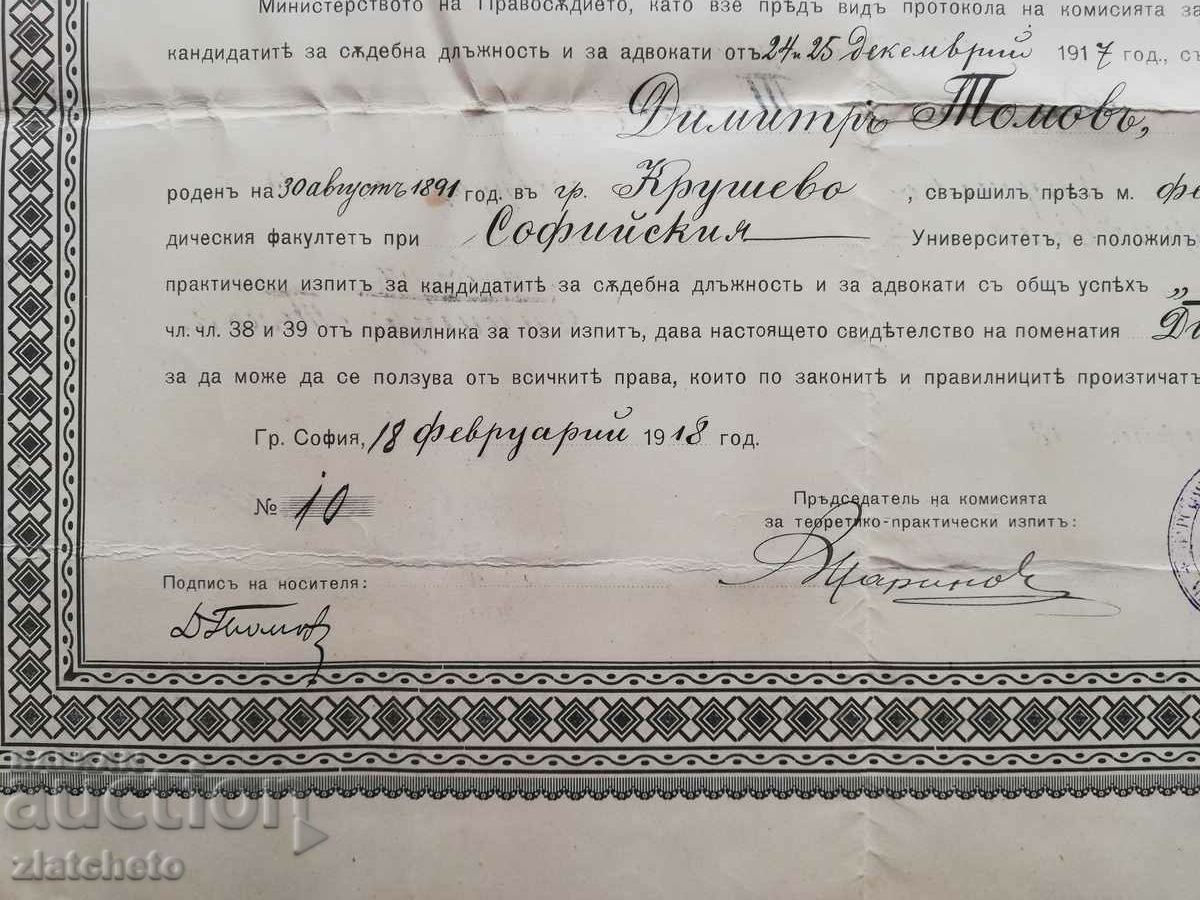 Министерството на Правосѫдието, като взе прѣдъ видъ протокола на комисията за
кандидатитѣ за сѫдебна длъжность и за адвокати отъ 24 и 25 декемврий 1917 год., съ
Димитръ Томовъ,
роденъ на 30 августъ 1891 год. въ гр. Крушево, свършилъ прѣзъ м. фе
дическия факултетъ при Софийския Университетъ, е положилъ
практически изпитъ за кандидатитѣ за сѫдебна длъжность и за адвокати съ общъ успѣхъ „
чл. чл. 38 и 39 отъ правилника за този изпитъ, дава настоящето свидѣтелство на поменатия
за да може да се ползува отъ всичкитѣ права, които по законитѣ и правилницитѣ произтичатъ
Гр. София, 18 февруарий 1918 год.
№ 10
Прѣдседатель на комисията
за теоретико-практически изпитъ:
Подписъ на носителя:
Д Томовъ
auction
zlatcheto